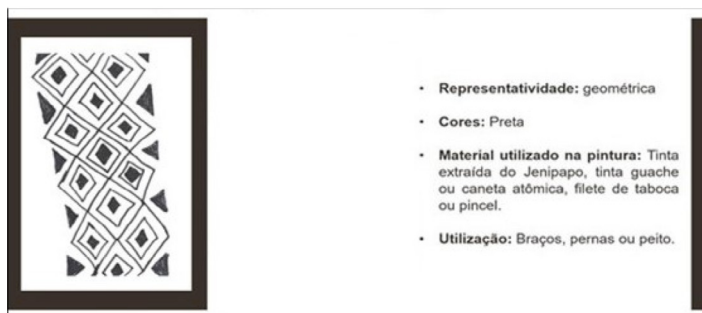 • Representatividade: geométrica
• Cores: Preta
• Material utilizado na pintura: Tinta
extraída do Jenipapo, tinta guache
ou caneta atômica, filete de taboca
ou pincel.
• Utilização: Braços, pernas ou peito.